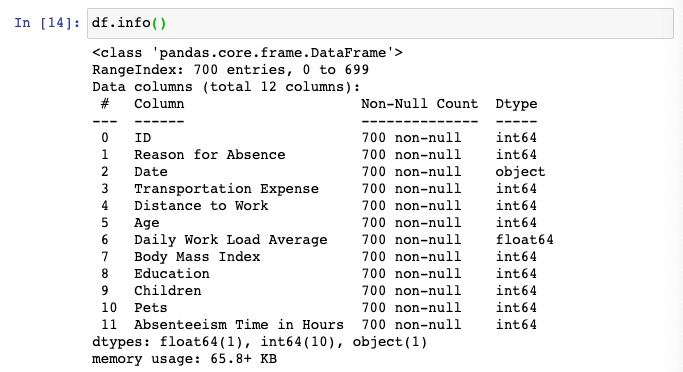 In [14]: df.info()
<class 'pandas.core.frame.DataFrame'>
RangeIndex: 700 entries, 0 to 699
Data columns (total 12 columns):
 #   Column                     Non-Null Count  Dtype
---  ------                     --------------  -----
 0   ID                         700 non-null    int64
 1   Reason for Absence         700 non-null    int64
 2   Date                       700 non-null    object
 3   Transportation Expense     700 non-null    int64
 4   Distance to Work           700 non-null    int64
 5   Age                        700 non-null    int64
 6   Daily Work Load Average    700 non-null    float64
 7   Body Mass Index            700 non-null    int64
 8   Education                  700 non-null    int64
 9   Children                   700 non-null    int64
 10  Pets                       700 non-null    int64
 11  Absenteeism Time in Hours  700 non-null    int64
dtypes: float64(1), int64(10), object(1)
memory usage: 65.8+ KB